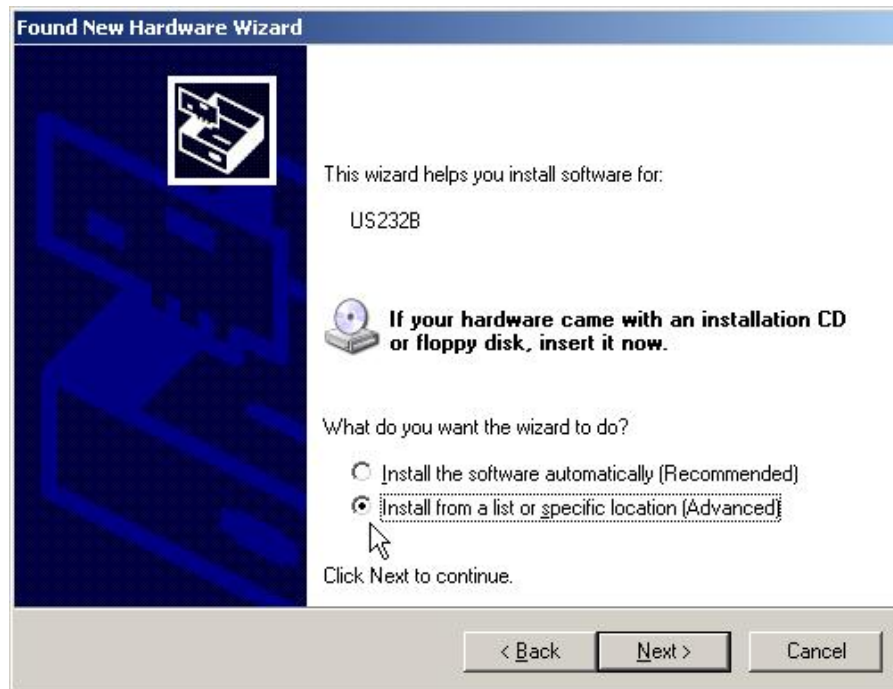 Found New Hardware Wizard
This wizard helps you install software for:
US232B
If your hardware came with an installation CD
or floppy disk, insert it now.
What do you want the wizard to do?
Install the software automatically (Recommended)
Install from a list or specific location (Advanced)
Click Next to continue.
< Back
Next >
Cancel